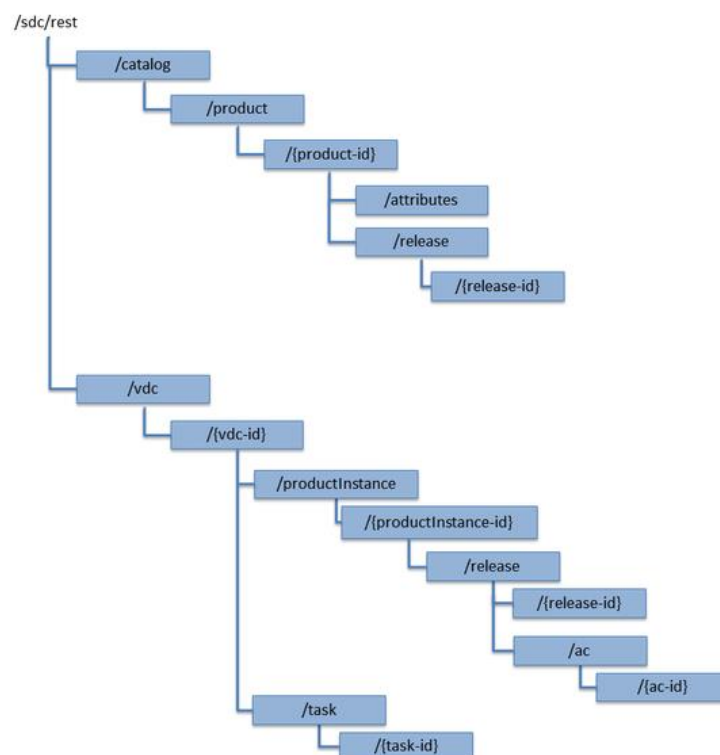 /sdc/rest
/catalog
/product
/{product-id}
/attributes
/release
/{release-id}
/vdc
/{vdc-id}
/productInstance
/{productInstance-id}
/release
/{release-id}
/ac
/{ac-id}
/task
/{task-id}